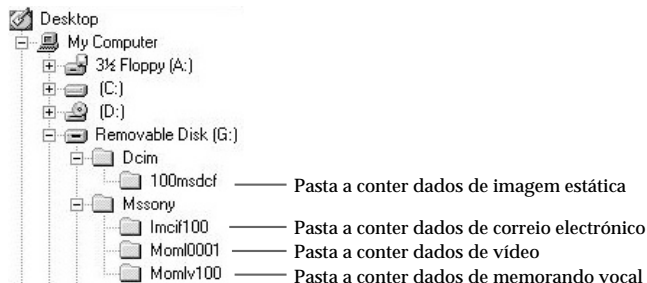 Desktop
My Computer
3½ Floppy (A:)
(C:)
(D:)
Removable Disk (G:)
Dcim
100msdcf Pasta a conter dados de imagem estática
Mssony
Imcif100 Pasta a conter dados de correio electrónico
Moml0001 Pasta a conter dados de vídeo
Momlv100 Pasta a conter dados de memorando vocal